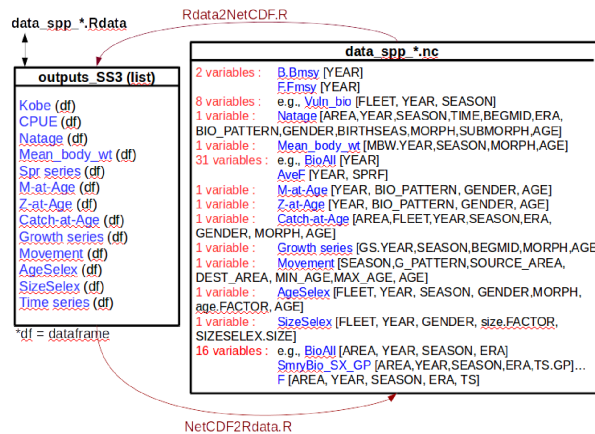 Rdata2NetCDF.R
data_spp_*.Rdata
outputs_SS3 (list)
Kobe (df)
CPUE (df)
Natage (df)
Mean_body_wt (df)
Spr series (df)
M-at-Age (df)
Z-at-Age (df)
Catch-at-Age (df)
Growth series (df)
Movement (df)
AgeSelex (df)
SizeSelex (df)
Time series (df)
*df = dataframe
data_spp_*.nc
2 variables : B.Bmsy [YEAR]
F.Fmsy [YEAR]
8 variables : e.g., Vuln_bio [FLEET, YEAR, SEASON]
1 variable : Natage [AREA,YEAR,SEASON,TIME,BEGMID,ERA,
BIO_PATTERN,GENDER,BIRTHSEAS,MORPH,SUBMORPH,AGE]
1 variable : Mean_body_wt [MBW.YEAR,SEASON,MORPH,AGE]
31 variables : e.g., BioAll [YEAR]
AveF [YEAR, SPRF]
1 variable : M-at-Age [YEAR, BIO_PATTERN, GENDER, AGE]
1 variable : Z-at-Age [YEAR, BIO_PATTERN, GENDER, AGE]
1 variable : Catch-at-Age [AREA,FLEET,YEAR,SEASON,ERA,
GENDER, MORPH, AGE]
1 variable : Growth series [GS.YEAR,SEASON,BEGMID,MORPH,AGE
1 variable : Movement [SEASON,G_PATTERN,SOURCE_AREA,
DEST_AREA, MIN_AGE,MAX_AGE, AGE]
1 variable : AgeSelex [FLEET, YEAR, SEASON, GENDER,MORPH,
age.FACTOR, AGE]
1 variable : SizeSelex [FLEET, YEAR, GENDER, size.FACTOR,
SIZESELEX.SIZE]
16 variables : e.g., BioAll [AREA, YEAR, SEASON, ERA]
SmryBio_SX_GP [AREA,YEAR,SEASON,ERA,TS.GP]...
F [AREA, YEAR, SEASON, ERA, TS]
NetCDF2Rdata.R